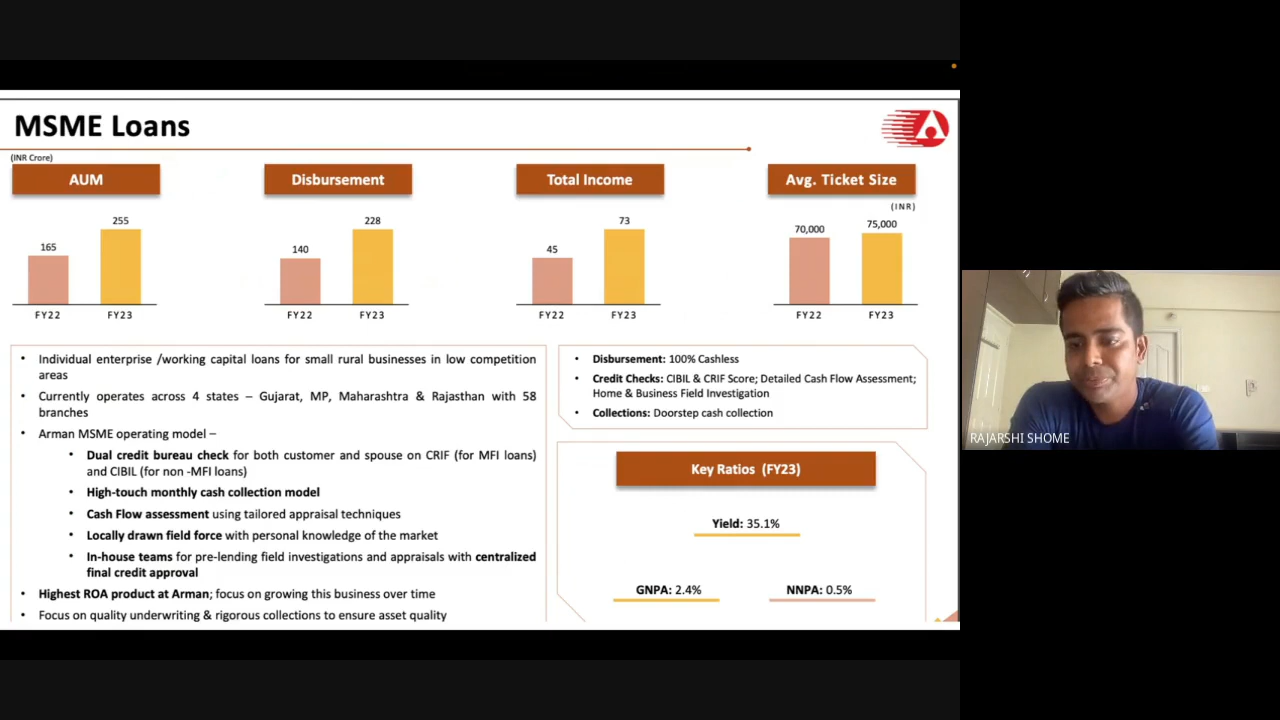 MSME Loans
(INR Crore)
AUM
Disbursement
Total Income
Avg. Ticket Size
(INR)
165
255
FY22
FY23
140
228
FY22
FY23
45
73
FY22
FY23
70,000
75,000
FY22
FY23
• Individual enterprise /working capital loans for small rural businesses in low competition
areas
• Currently operates across 4 states – Gujarat, MP, Maharashtra & Rajasthan with 58
branches
• Arman MSME operating model –
• Dual credit bureau check for both customer and spouse on CRIF (for MFI loans)
and CIBIL (for non -MFI loans)
• High-touch monthly cash collection model
• Cash Flow assessment using tailored appraisal techniques
• Locally drawn field force with personal knowledge of the market
• In-house teams for pre-lending field investigations and appraisals with centralized
final credit approval
• Highest ROA product at Arman; focus on growing this business over time
• Focus on quality underwriting & rigorous collections to ensure asset quality
• Disbursement: 100% Cashless
• Credit Checks: CIBIL & CRIF Score; Detailed Cash Flow Assessment;
Home & Business Field Investigation
• Collections: Doorstep cash collection
Key Ratios (FY23)
Yield: 35.1%
GNPA: 2.4%
NNPA: 0.5%
RAJARSHI SHOME